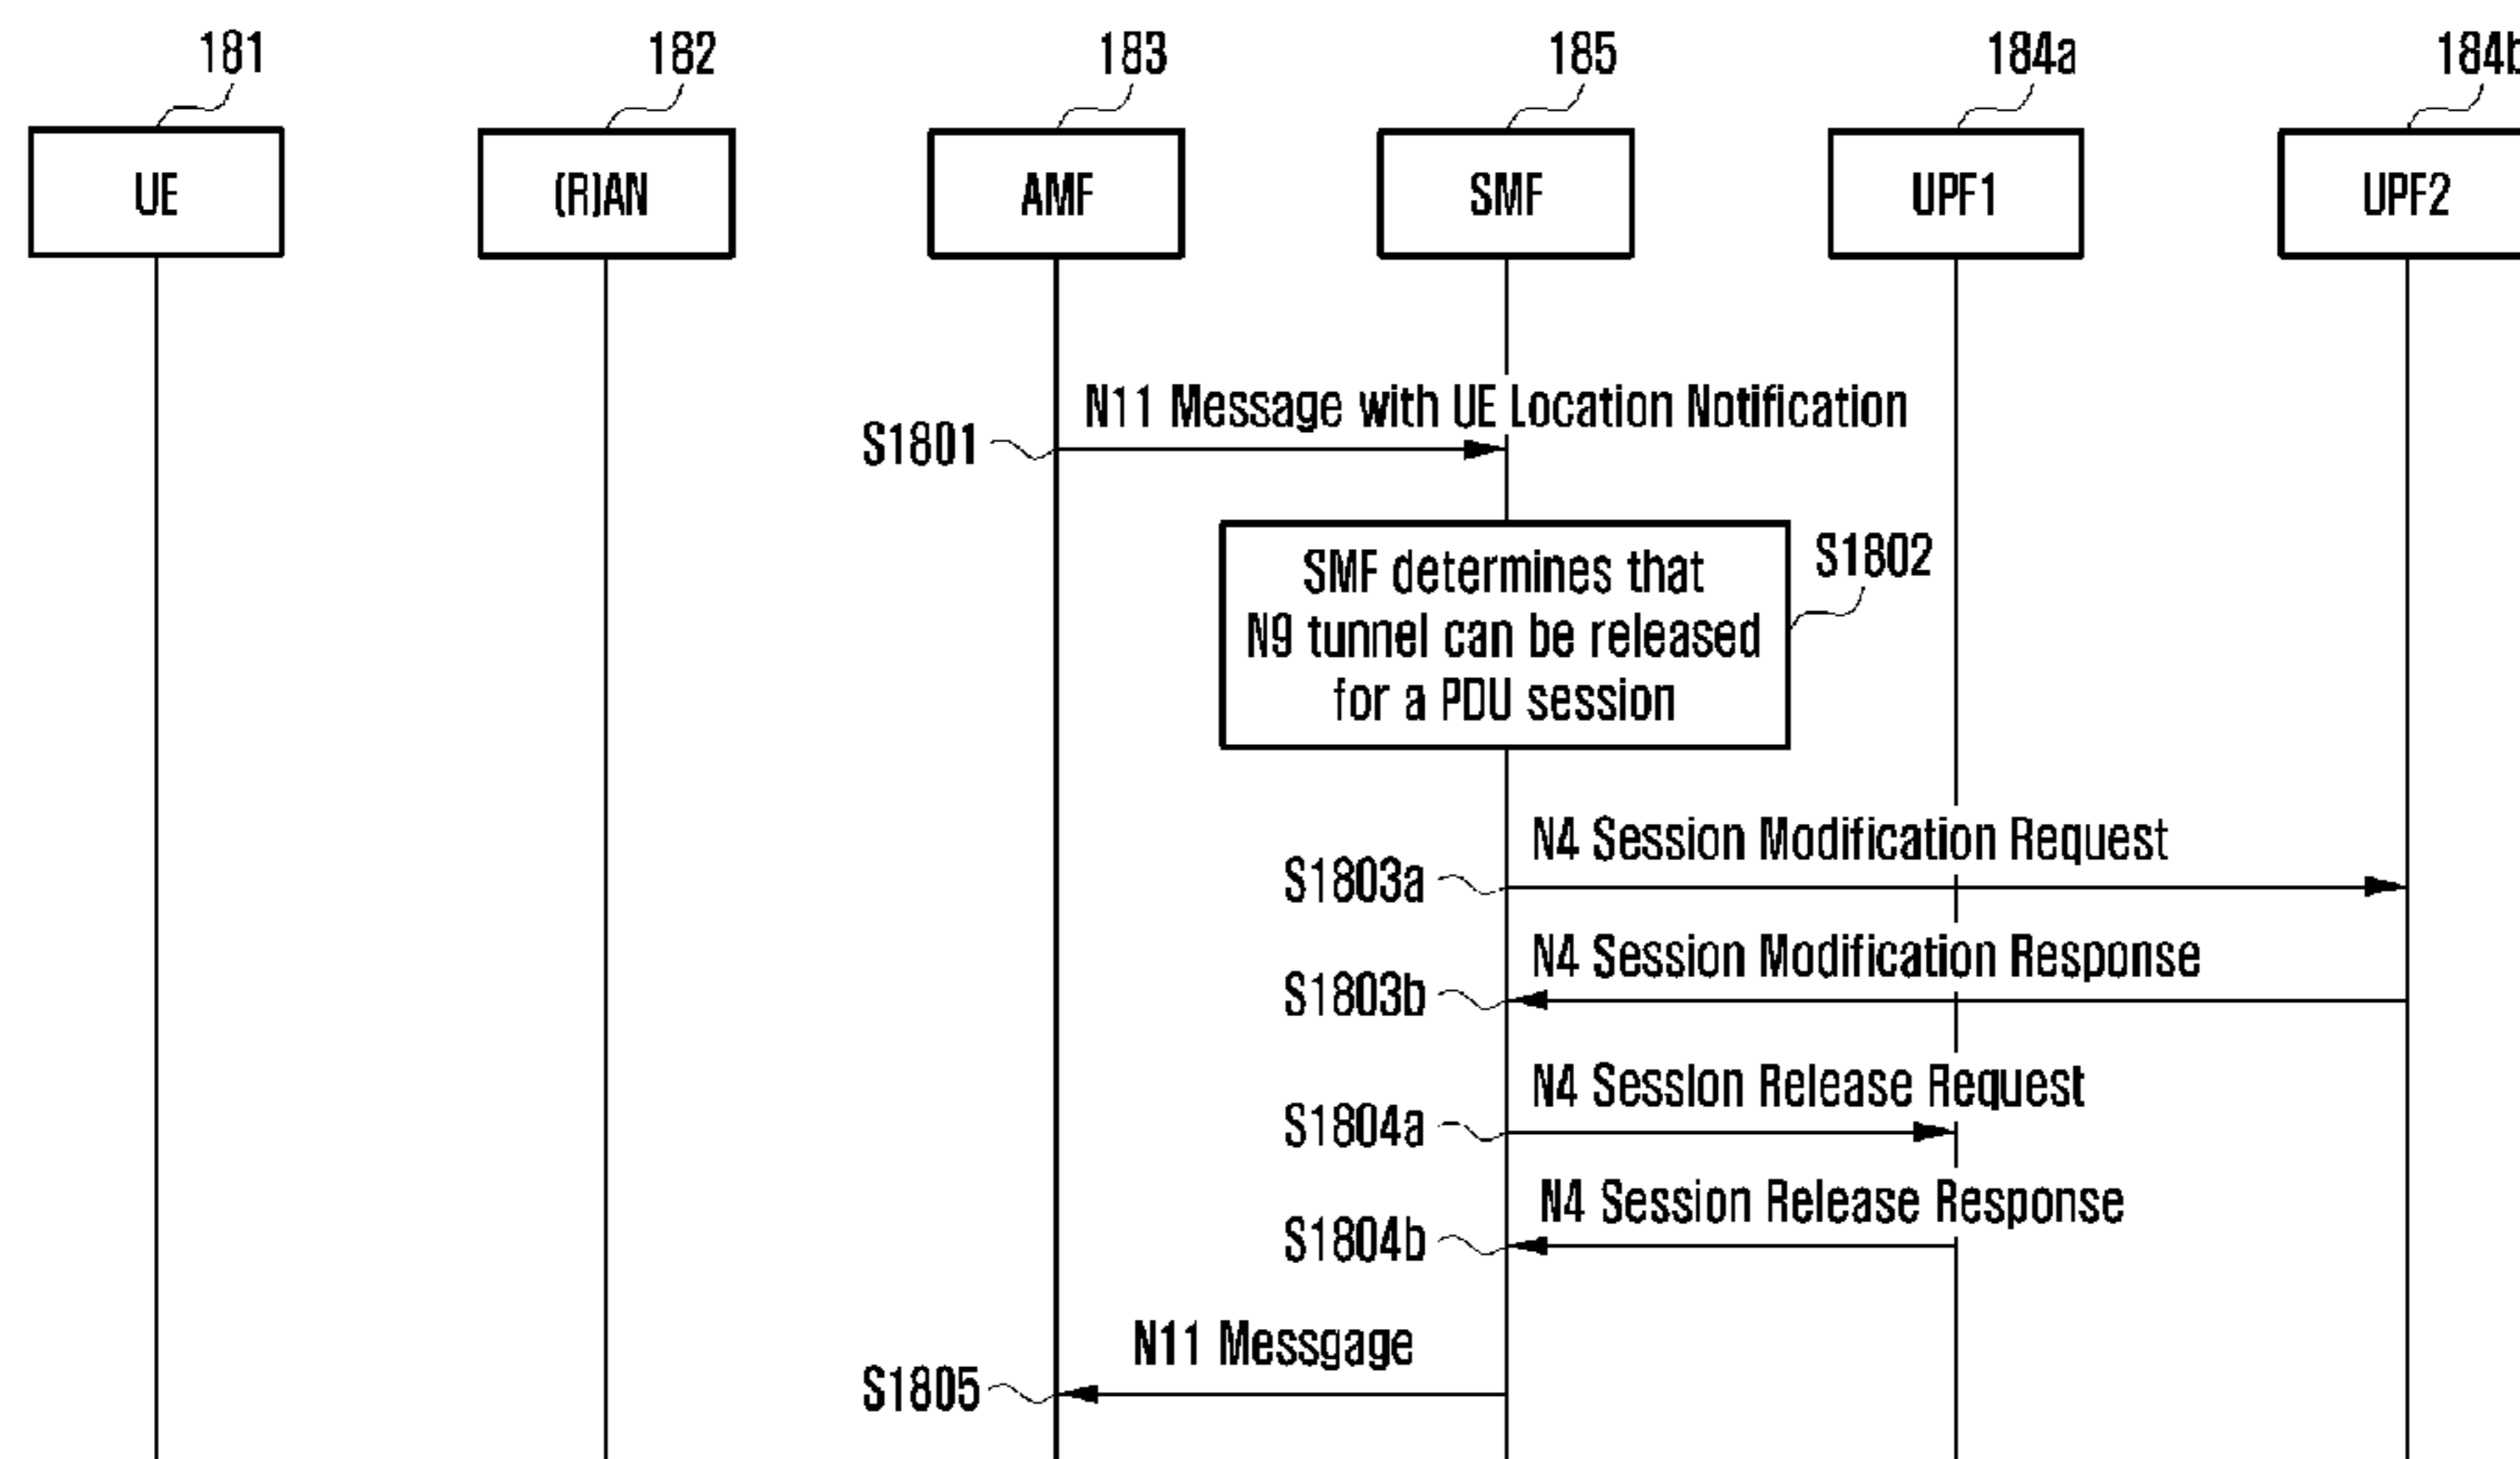 181
182
183
185
184a
184b
UE
(R)AN
AMF
SMF
UPF1
UPF2
N11 Message with UE Location Notification
S1801
SMF determines that
N9 tunnel can be released
for a PDU session
S1802
N4 Session Modification Request
S1803a
N4 Session Modification Response
S1803b
N4 Session Release Request
S1804a
N4 Session Release Response
S1804b
N11 Messgage
S1805